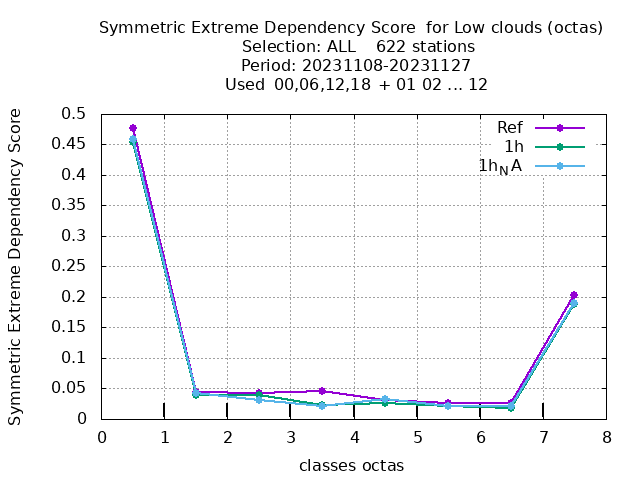 Symmetric Extreme Dependency Score  for Low clouds (octas)
Selection: ALL    622 stations
Period: 20231108-20231127
Used  00,06,12,18  + 01 02 ... 12
Symmetric Extreme Dependency Score
0.5
0.45
0.4
0.35
0.3
0.25
0.2
0.15
0.1
0.05
0
Ref
1h
1h_NA
0 1 2 3 4 5 6 7 8
classes octas